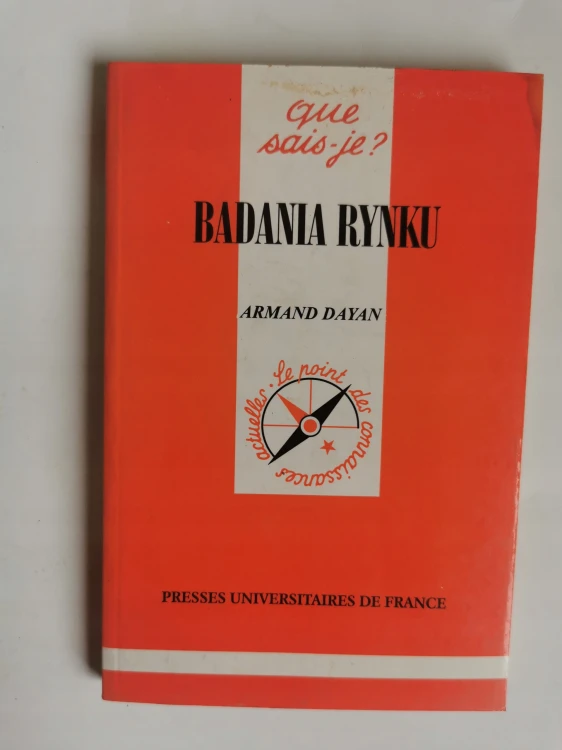 que
sais-je?
BADANIA RYNKU
ARMAND DAYAN
Le point des connaissances actuelles.
PRESSES UNIVERSITAIRES DE FRANCE